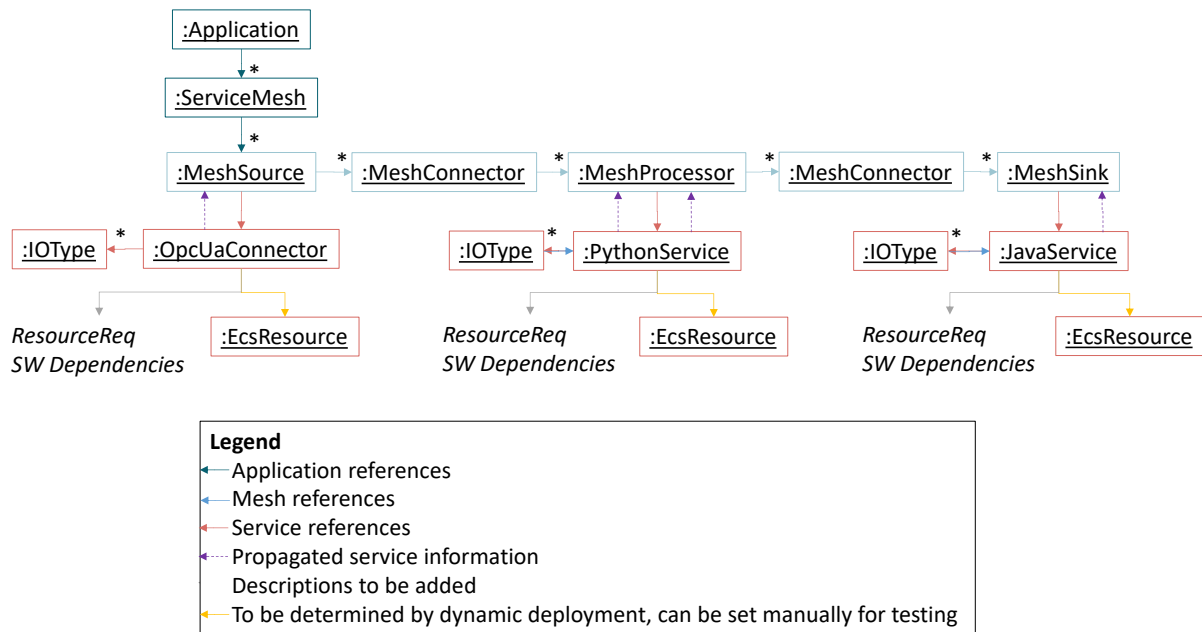 :Application
*
:ServiceMesh
*
:MeshSource
*
:MeshConnector
*
:MeshProcessor
*
:MeshConnector
*
:MeshSink
:IOType
*
:OpcUaConnector
:IOType
*
:PythonService
:IOType
*
:JavaService
ResourceReq
SW Dependencies
:EcsResource
ResourceReq
SW Dependencies
:EcsResource
ResourceReq
SW Dependencies
:EcsResource
Legend
Application references
Mesh references
Service references
Propagated service information
Descriptions to be added
To be determined by dynamic deployment, can be set manually for testing